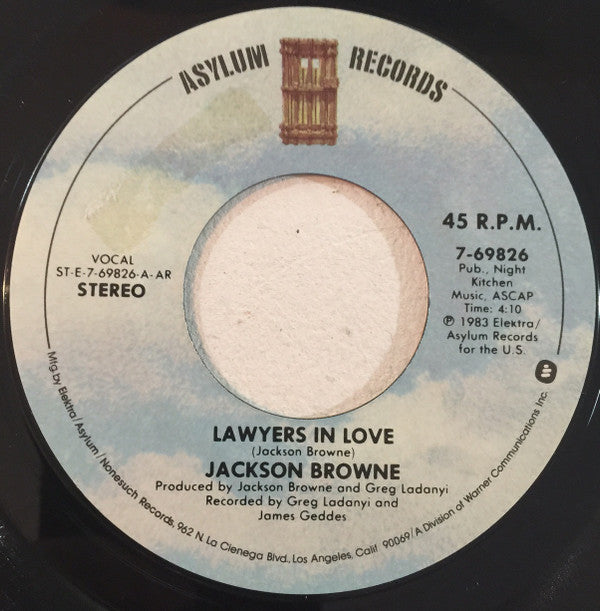 ASYLUM RECORDS
VOCAL
ST-E-7-69826-A-AR
STEREO
45 R.P.M.
7-69826
Pub., Night
Kitchen
Music, ASCAP
Time: 4:10
℗ 1983 Elektra/
Asylum Records
for the U.S.
LAWYERS IN LOVE
(Jackson Browne)
JACKSON BROWNE
Produced by Jackson Browne and Greg Ladanyi
Recorded by Greg Ladanyi and
James Geddes
Mfg. by Elektra/Asylum/Nonesuch Records, 962 N. La Cienega Blvd., Los Angeles, Calif. 90069/A Division of Warner Communications Inc.